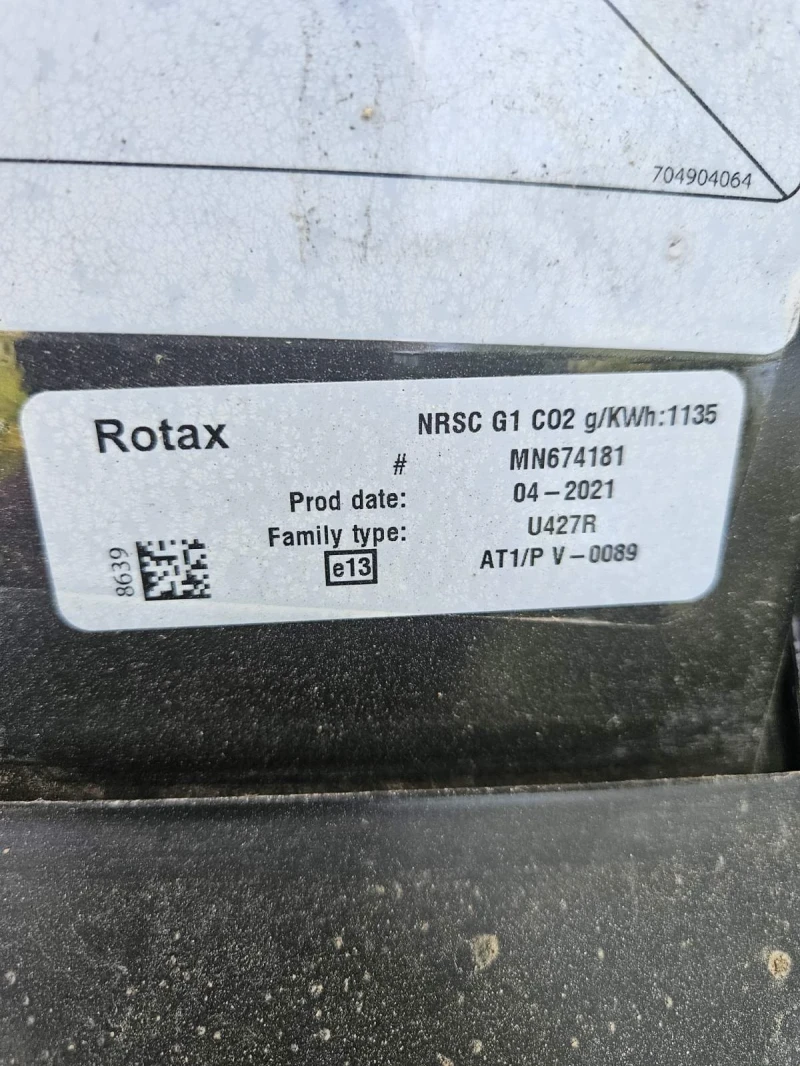 704904064
Rotax
NRSC G1 CO2 g/KWh:1135
# MN674181
Prod date: 04-2021
Family type: U427R
e13 AT1/P V-0089
8639